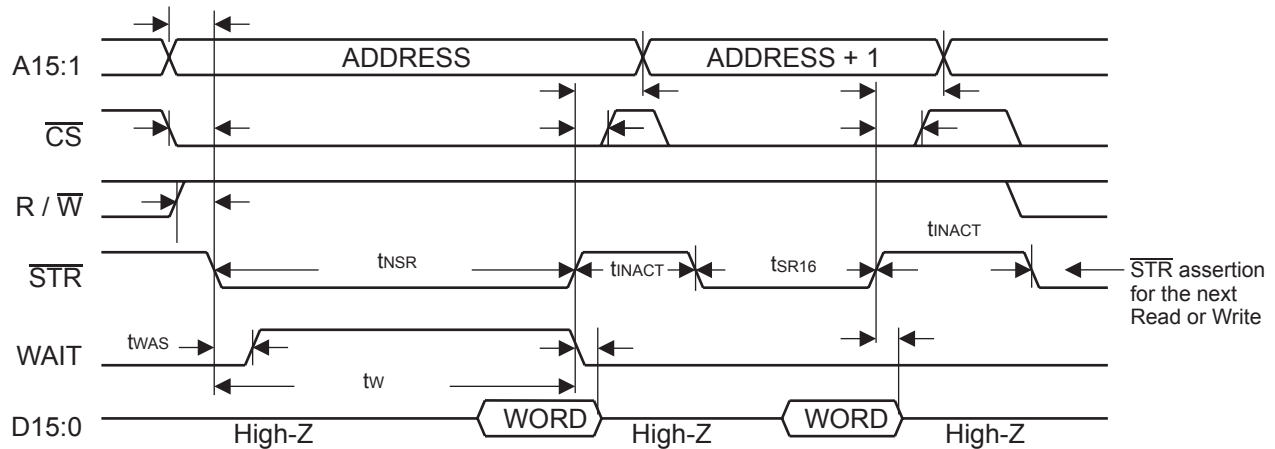 A15:1
ADDRESS
ADDRESS + 1
CS
R / W
tINACT
STR
tNSR
tINACT
tSR16
STR assertion
for the next
Read or Write
WAIT
tWAS
tW
D15:0
WORD
WORD
High-Z
High-Z
High-Z